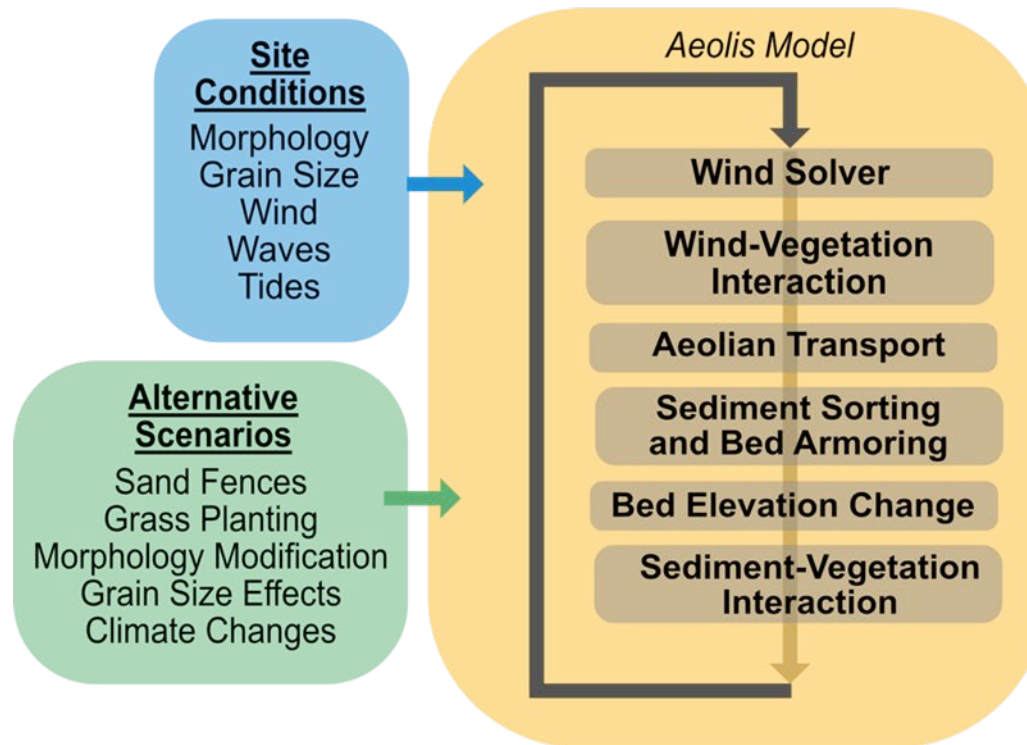 Site
Conditions
Morphology
Grain Size
Wind
Waves
Tides
Alternative
Scenarios
Sand Fences
Grass Planting
Morphology Modification
Grain Size Effects
Climate Changes
Aeolis Model
Wind Solver
Wind-Vegetation
Interaction
Aeolian Transport
Sediment Sorting
and Bed Armoring
Bed Elevation Change
Sediment-Vegetation
Interaction